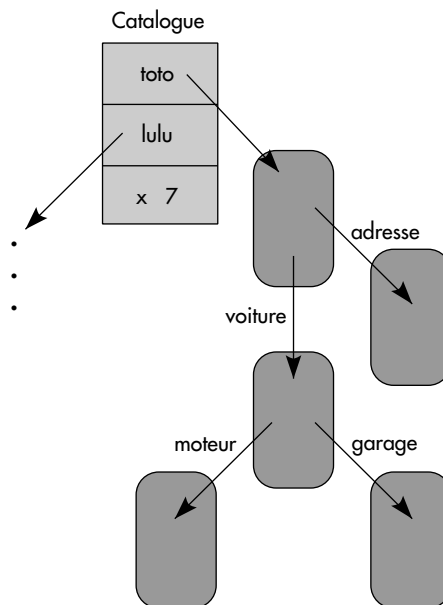 Catalogue
toto
lulu
x 7
adresse
voiture
moteur
garage